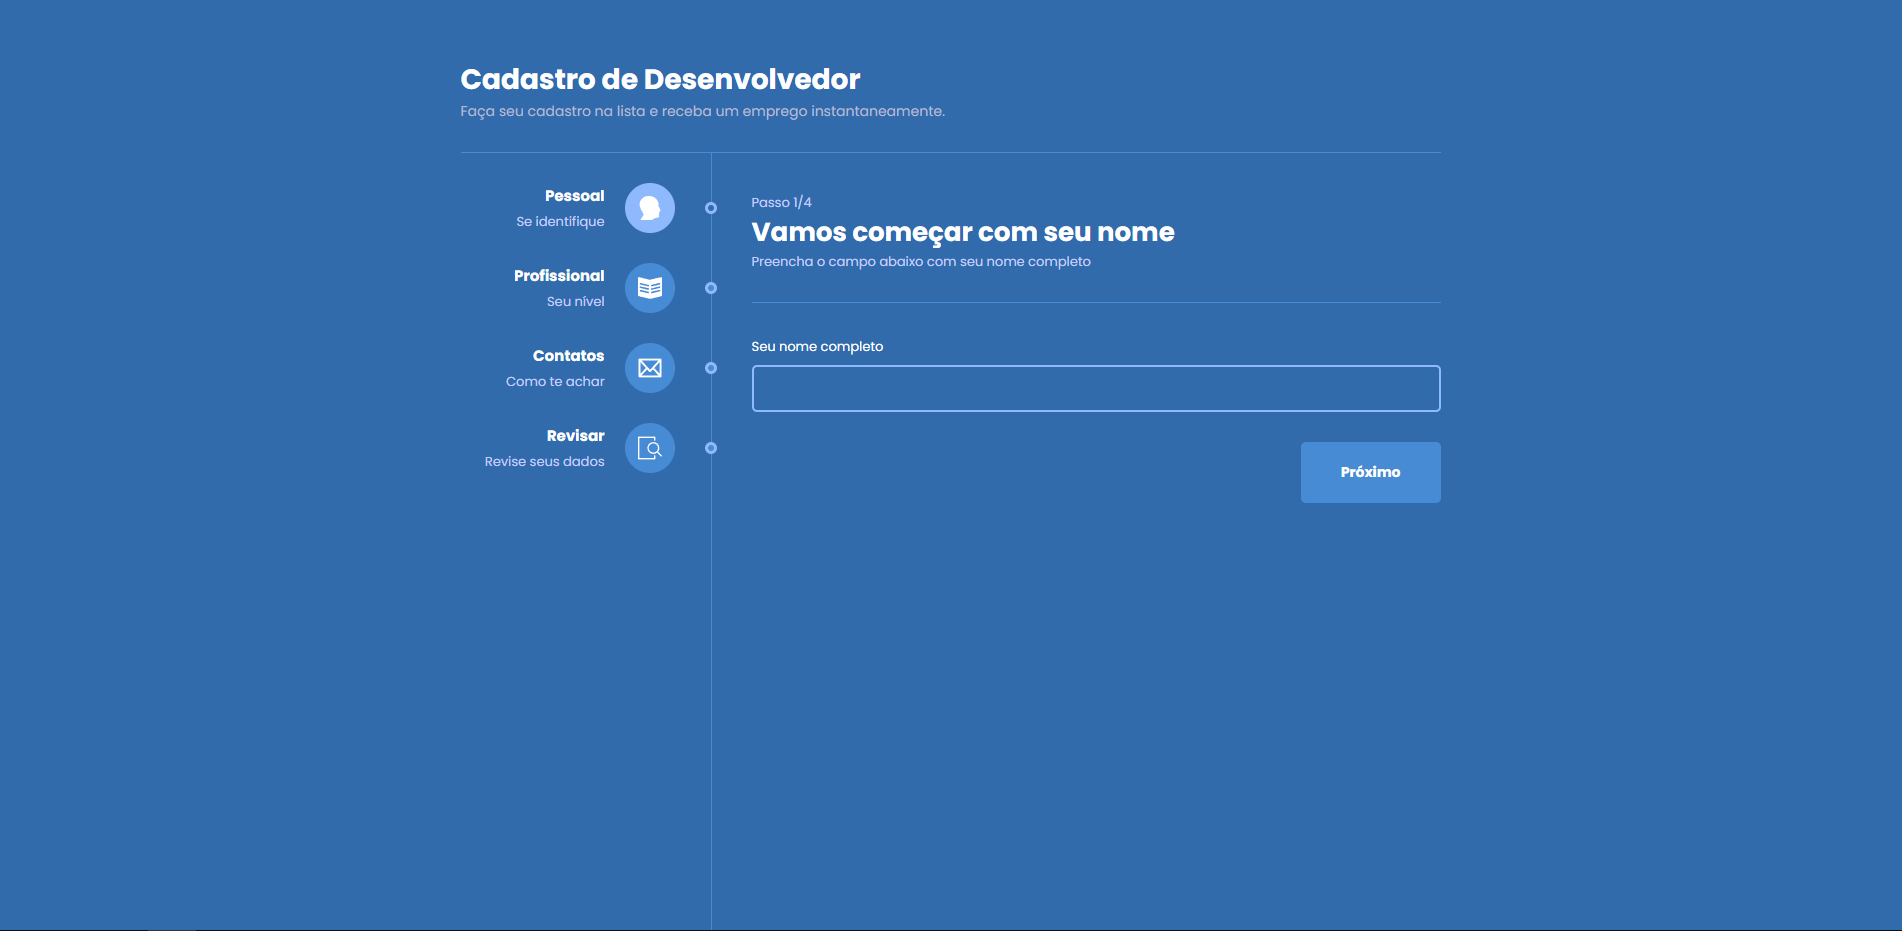 Cadastro de Desenvolvedor
Faça seu cadastro na lista e receba um emprego instantaneamente.
Pessoal
Se identifique
Profissional
Seu nível
Contatos
Como te achar
Revisar
Revise seus dados
Passo 1/4
Vamos começar com seu nome
Preencha o campo abaixo com seu nome completo
Seu nome completo
Próximo